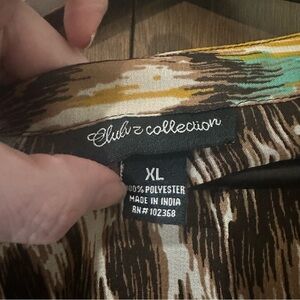 Club z collection
XL
100% POLYESTER
MADE IN INDIA
RN# 102368